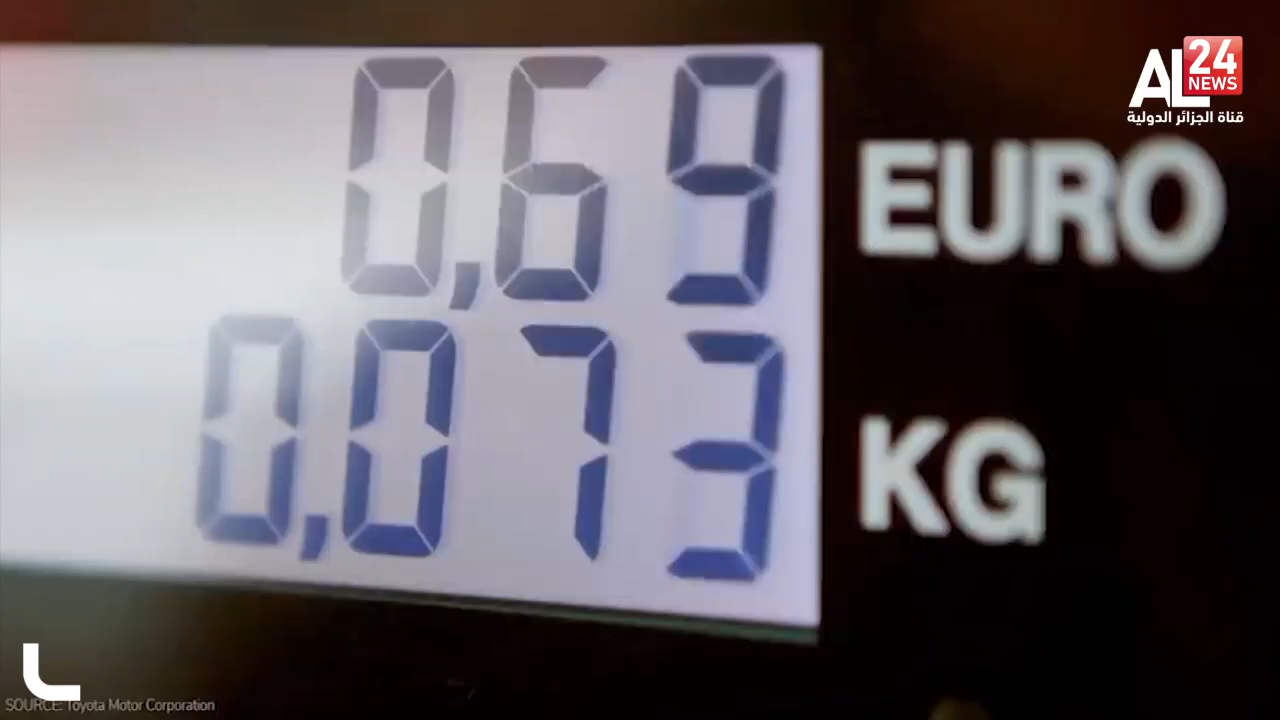 AL
24
NEWS
قناة الجزائر الدولية
0,69 EURO
0,073 KG
SOURCE: Toyota Motor Corporation